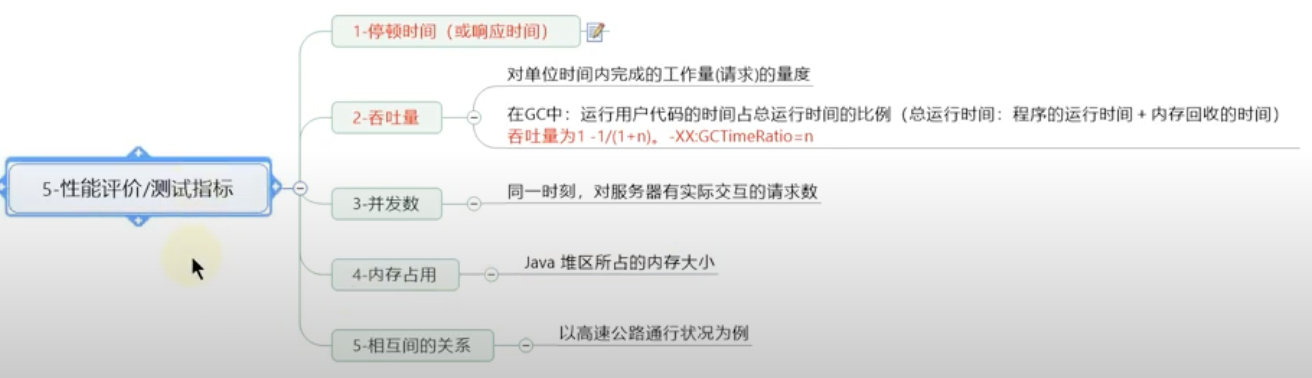 1-停顿时间（或响应时间）
对单位时间内完成的工作量(请求)的量度
2-吞吐量
在GC中：运行用户代码的时间占总运行时间的比例（总运行时间：程序的运行时间 + 内存回收的时间）
吞吐量为1 -1/(1+n)。-XX:GCTimeRatio=n
5-性能评价/测试指标
3-并发数
同一时刻，对服务器有实际交互的请求数
4-内存占用
Java 堆区所占的内存大小
5-相互间的关系
以高速公路通行状况为例